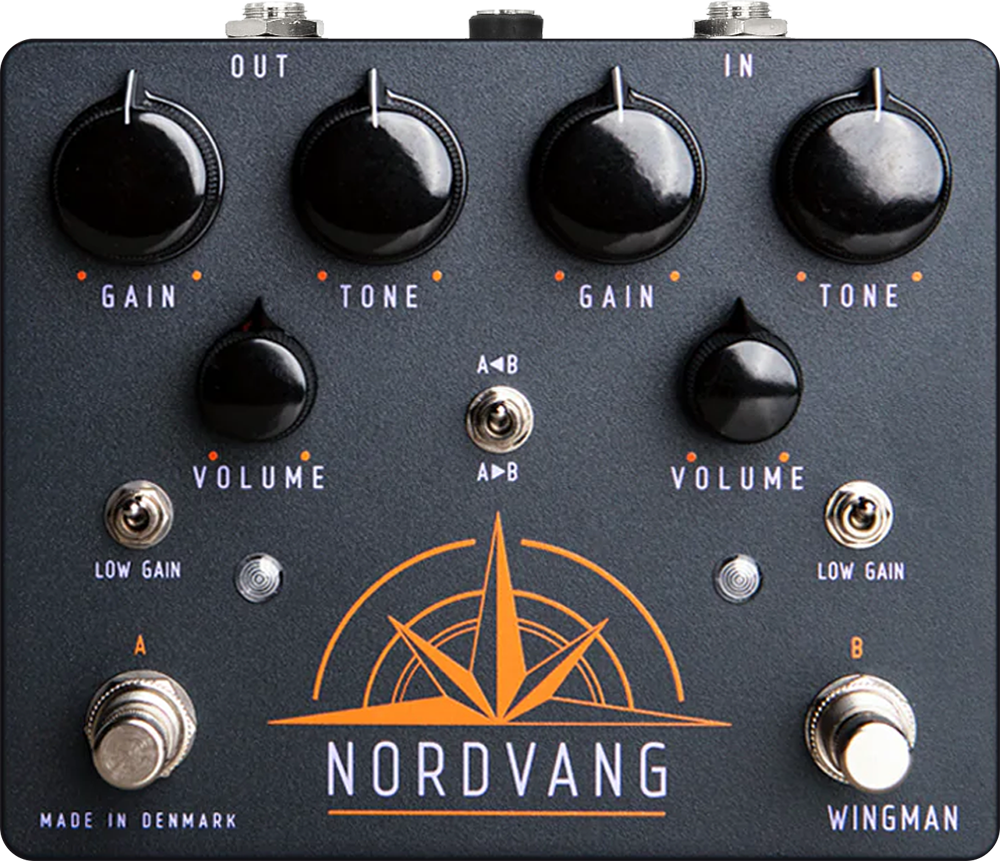 OUT IN
GAIN TONE GAIN TONE
A◄B
VOLUME A►B VOLUME
LOW GAIN LOW GAIN
A B
NORDVANG
MADE IN DENMARK WINGMAN